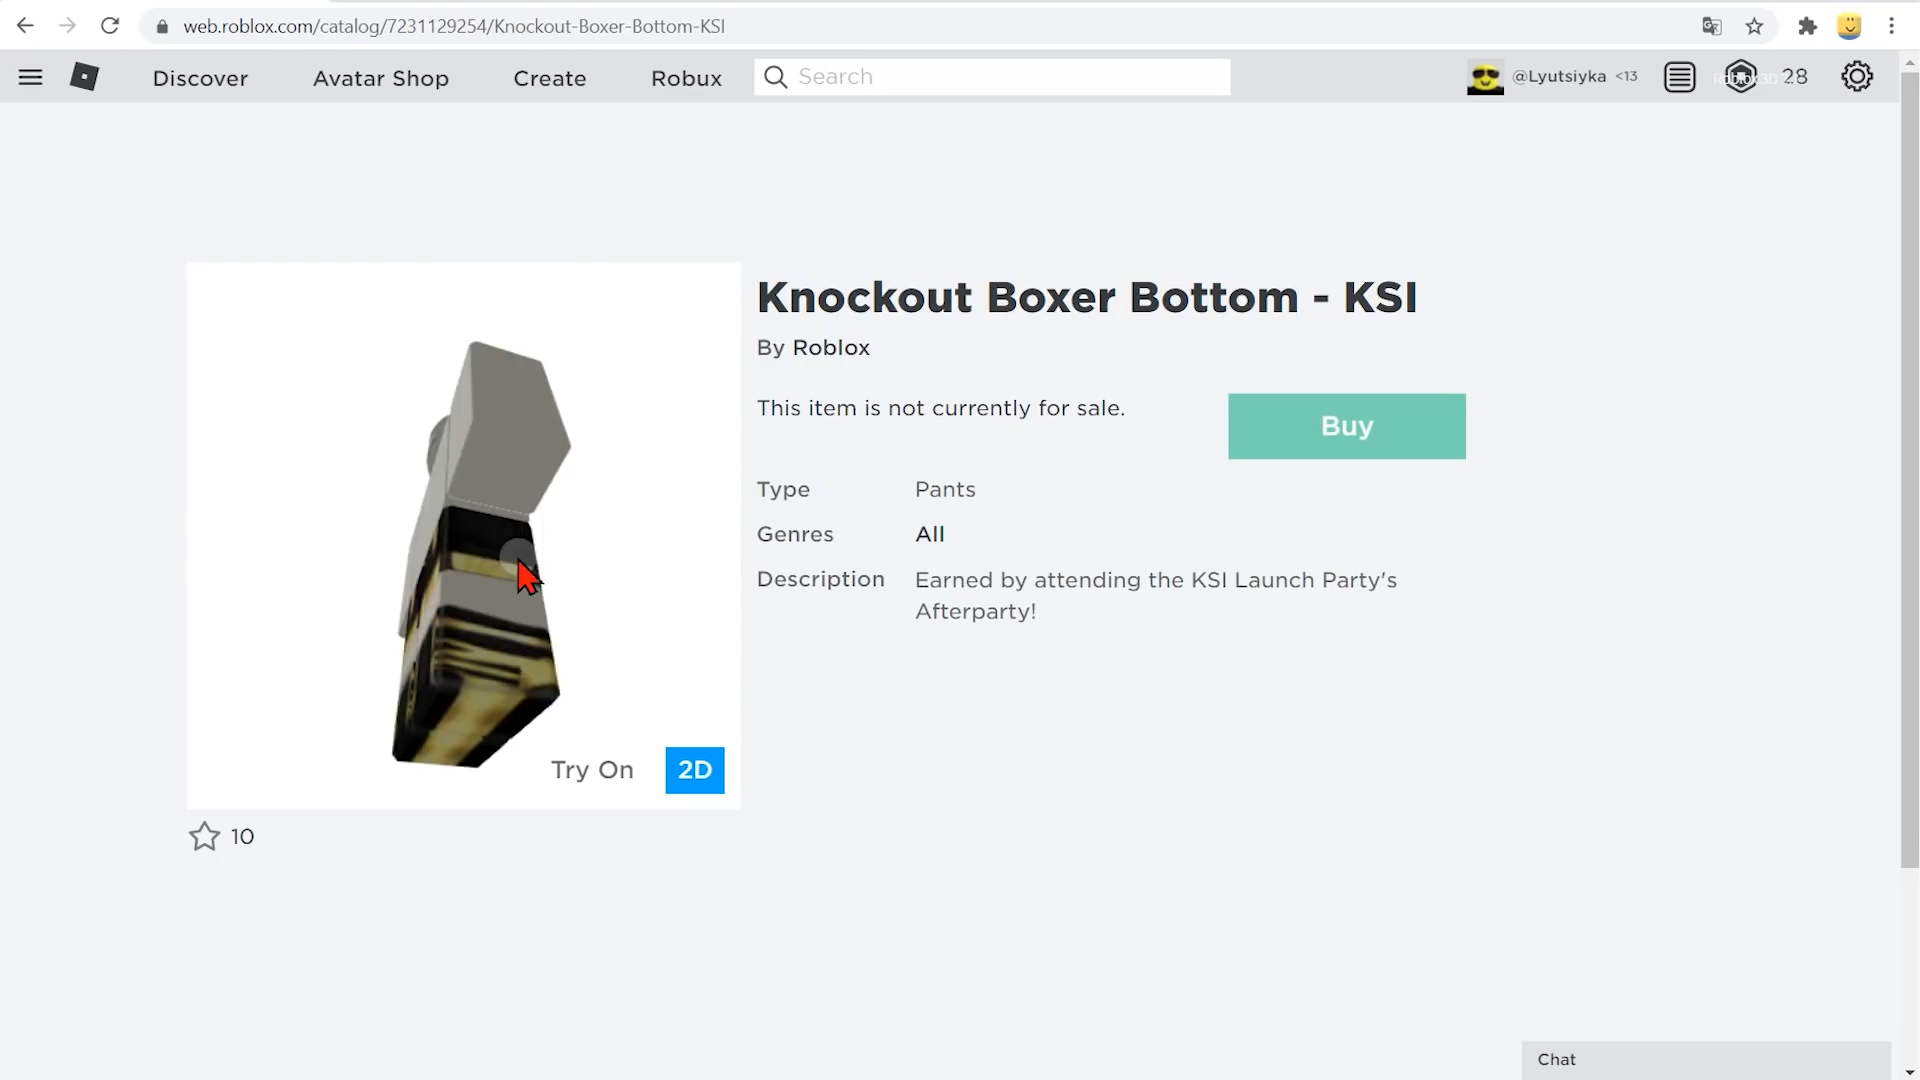 web.roblox.com/catalog/7231129254/Knockout-Boxer-Bottom-KSI
Discover
Avatar Shop
Create
Robux
Search
@Lyutsiyka <13
28
Knockout Boxer Bottom - KSI
By Roblox
This item is not currently for sale.
Buy
Type Pants
Genres All
Description Earned by attending the KSI Launch Party's
Afterparty!
Try On
2D
10
Chat